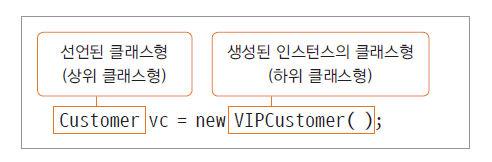 선언된 클래스형
(상위 클래스형)
생성된 인스턴스의 클래스형
(하위 클래스형)
Customer vc = new VIPCustomer( );